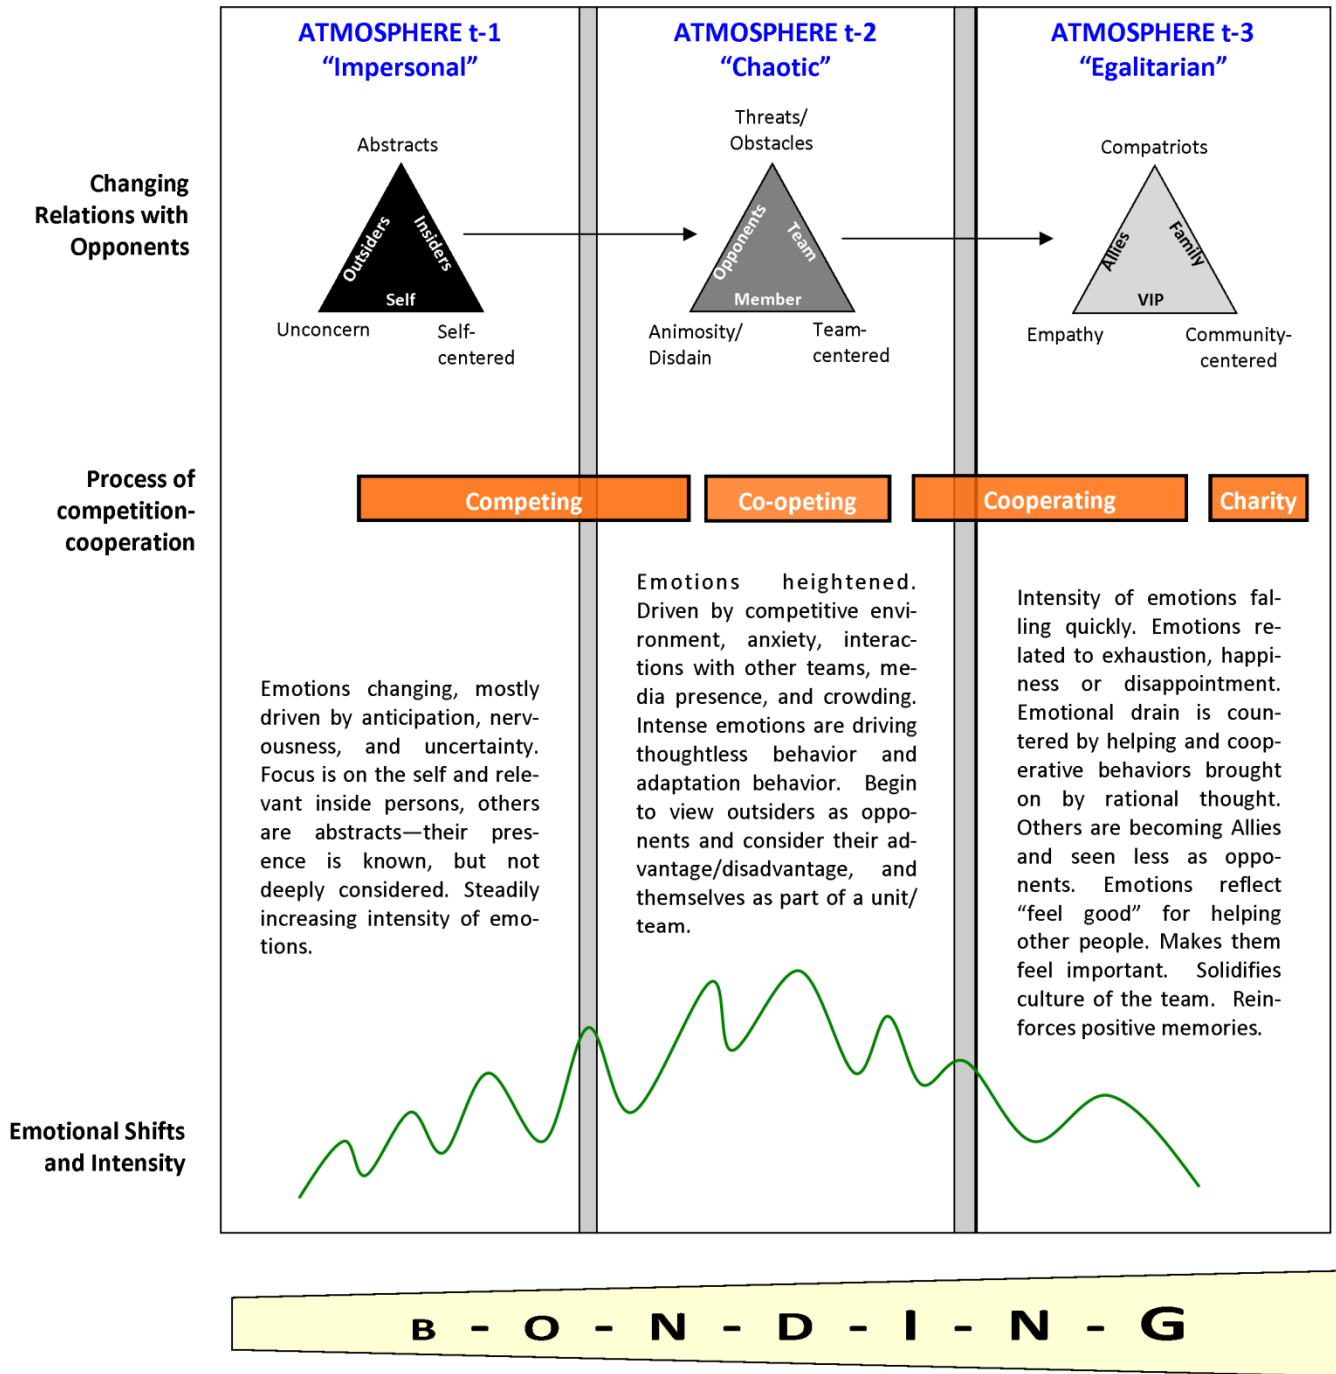 ATMOSPHERE t-1
“Impersonal”
ATMOSPHERE t-2
“Chaotic”
ATMOSPHERE t-3
“Egalitarian”
Changing
Relations with
Opponents
Abstracts
Outsiders
Insiders
Self
Unconcern
Self-
centered
Threats/
Obstacles
Opponents
Team
Member
Animosity/
Disdain
Team-
centered
Compatriots
Allies
Family
VIP
Empathy
Community-
centered
Process of
competition-
cooperation
Competing
Co-opeting
Cooperating
Charity
Emotions changing, mostly
driven by anticipation, nerv-
ousness, and uncertainty.
Focus is on the self and rele-
vant inside persons, others
are abstracts—their pres-
ence is known, but not
deeply considered. Steadily
increasing intensity of emo-
tions.
Emotions heightened.
Driven by competitive envi-
ronment, anxiety, interac-
tions with other teams, me-
dia presence, and crowding.
Intense emotions are driving
thoughtless behavior and
adaptation behavior. Begin
to view outsiders as oppo-
nents and consider their ad-
vantage/disadvantage, and
themselves as part of a unit/
team.
Intensity of emotions fal-
ling quickly. Emotions re-
lated to exhaustion, happi-
ness or disappointment.
Emotional drain is coun-
tered by helping and coop-
erative behaviors brought
on by rational thought.
Others are becoming Allies
and seen less as oppo-
nents. Emotions reflect
“feel good” for helping
other people. Makes them
feel important. Solidifies
culture of the team. Rein-
forces positive memories.
Emotional Shifts
and Intensity
B - O - N - D - I - N - G